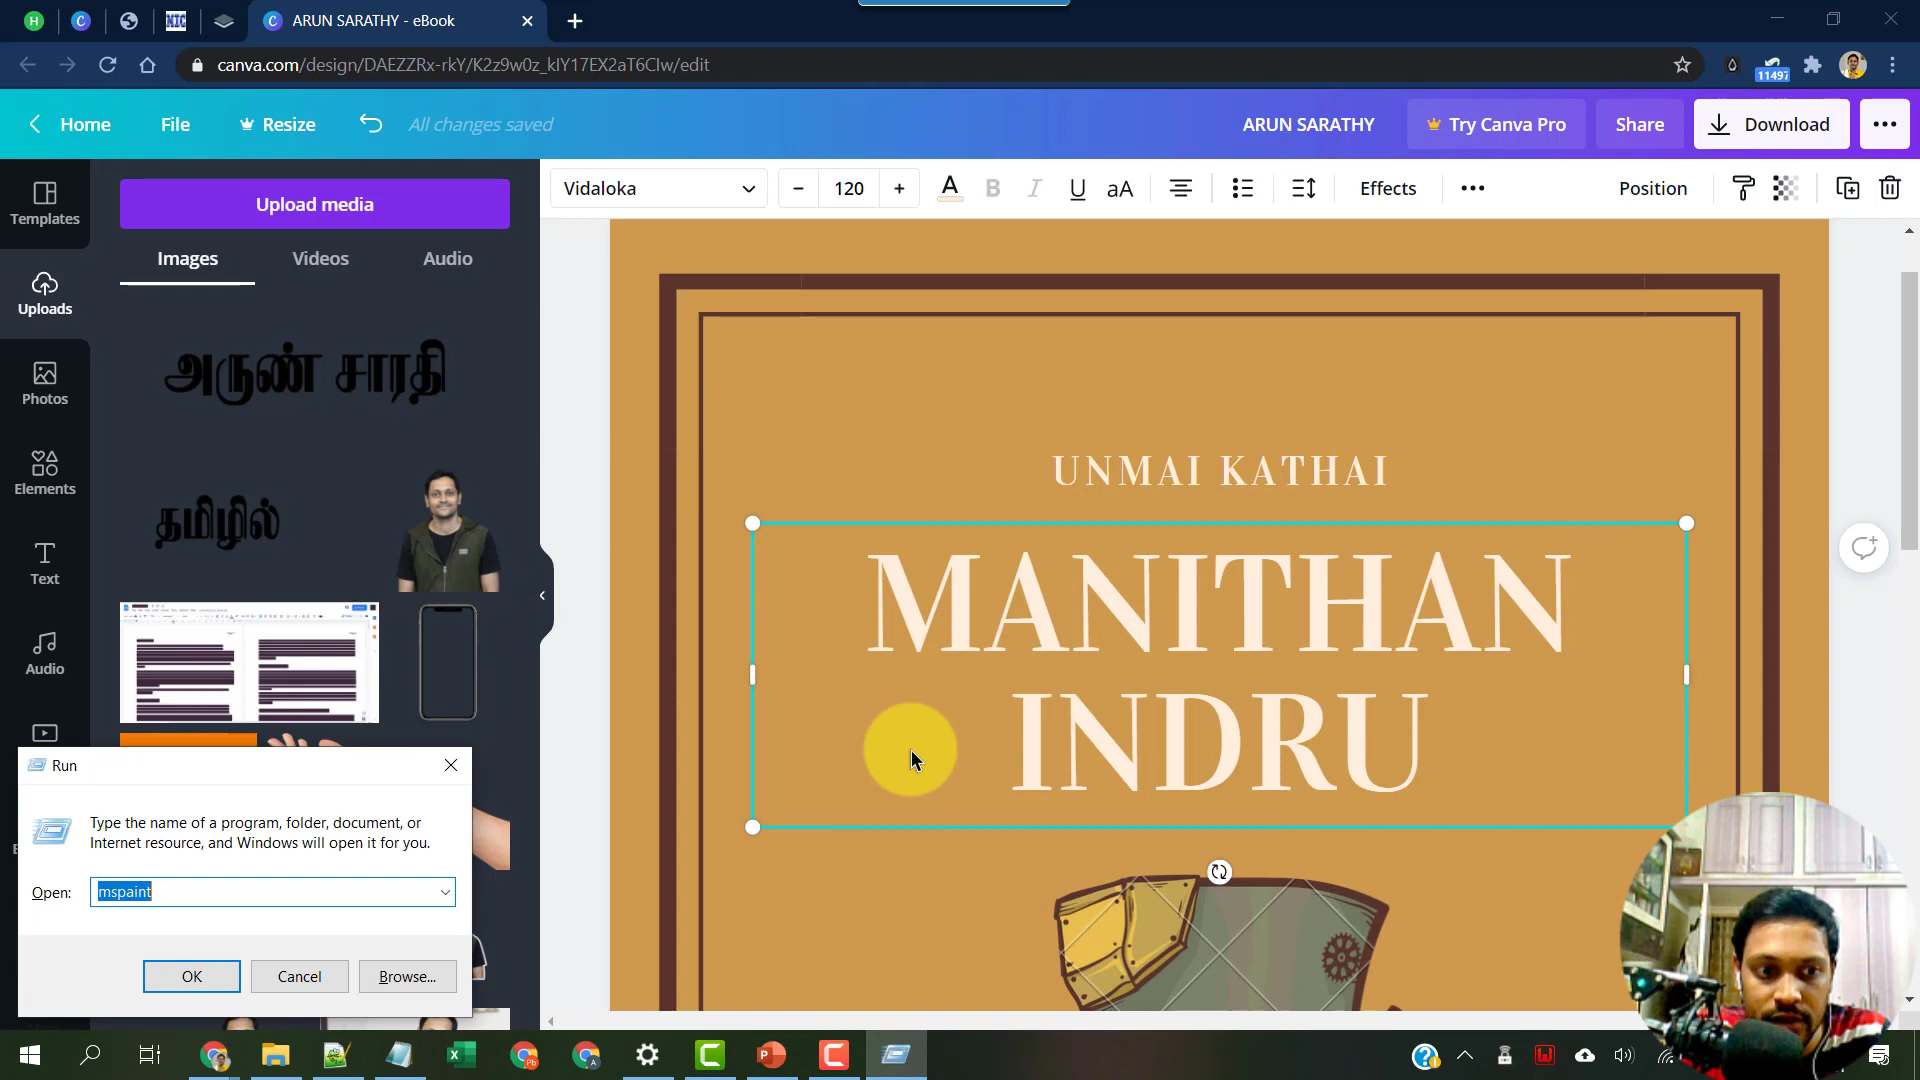 H
NIC
ARUN SARATHY - eBook
canva.com/design/DAEZZRx-rkY/K2z9w0z_kIY17EX2aT6Clw/edit
11497
Home
File
Resize
All changes saved
ARUN SARATHY
Try Canva Pro
Share
Download
Templates
Uploads
Photos
Elements
Text
Audio
Upload media
Images
Videos
Audio
அருண் சாரதி
தமிழில்
Vidaloka
120
A
B
I
U
aA
Effects
Position
UNMAI KATHAI
MANITHAN
INDRU
Run
Type the name of a program, folder, document, or
Internet resource, and Windows will open it for you.
Open:
mspaint
OK
Cancel
Browse...